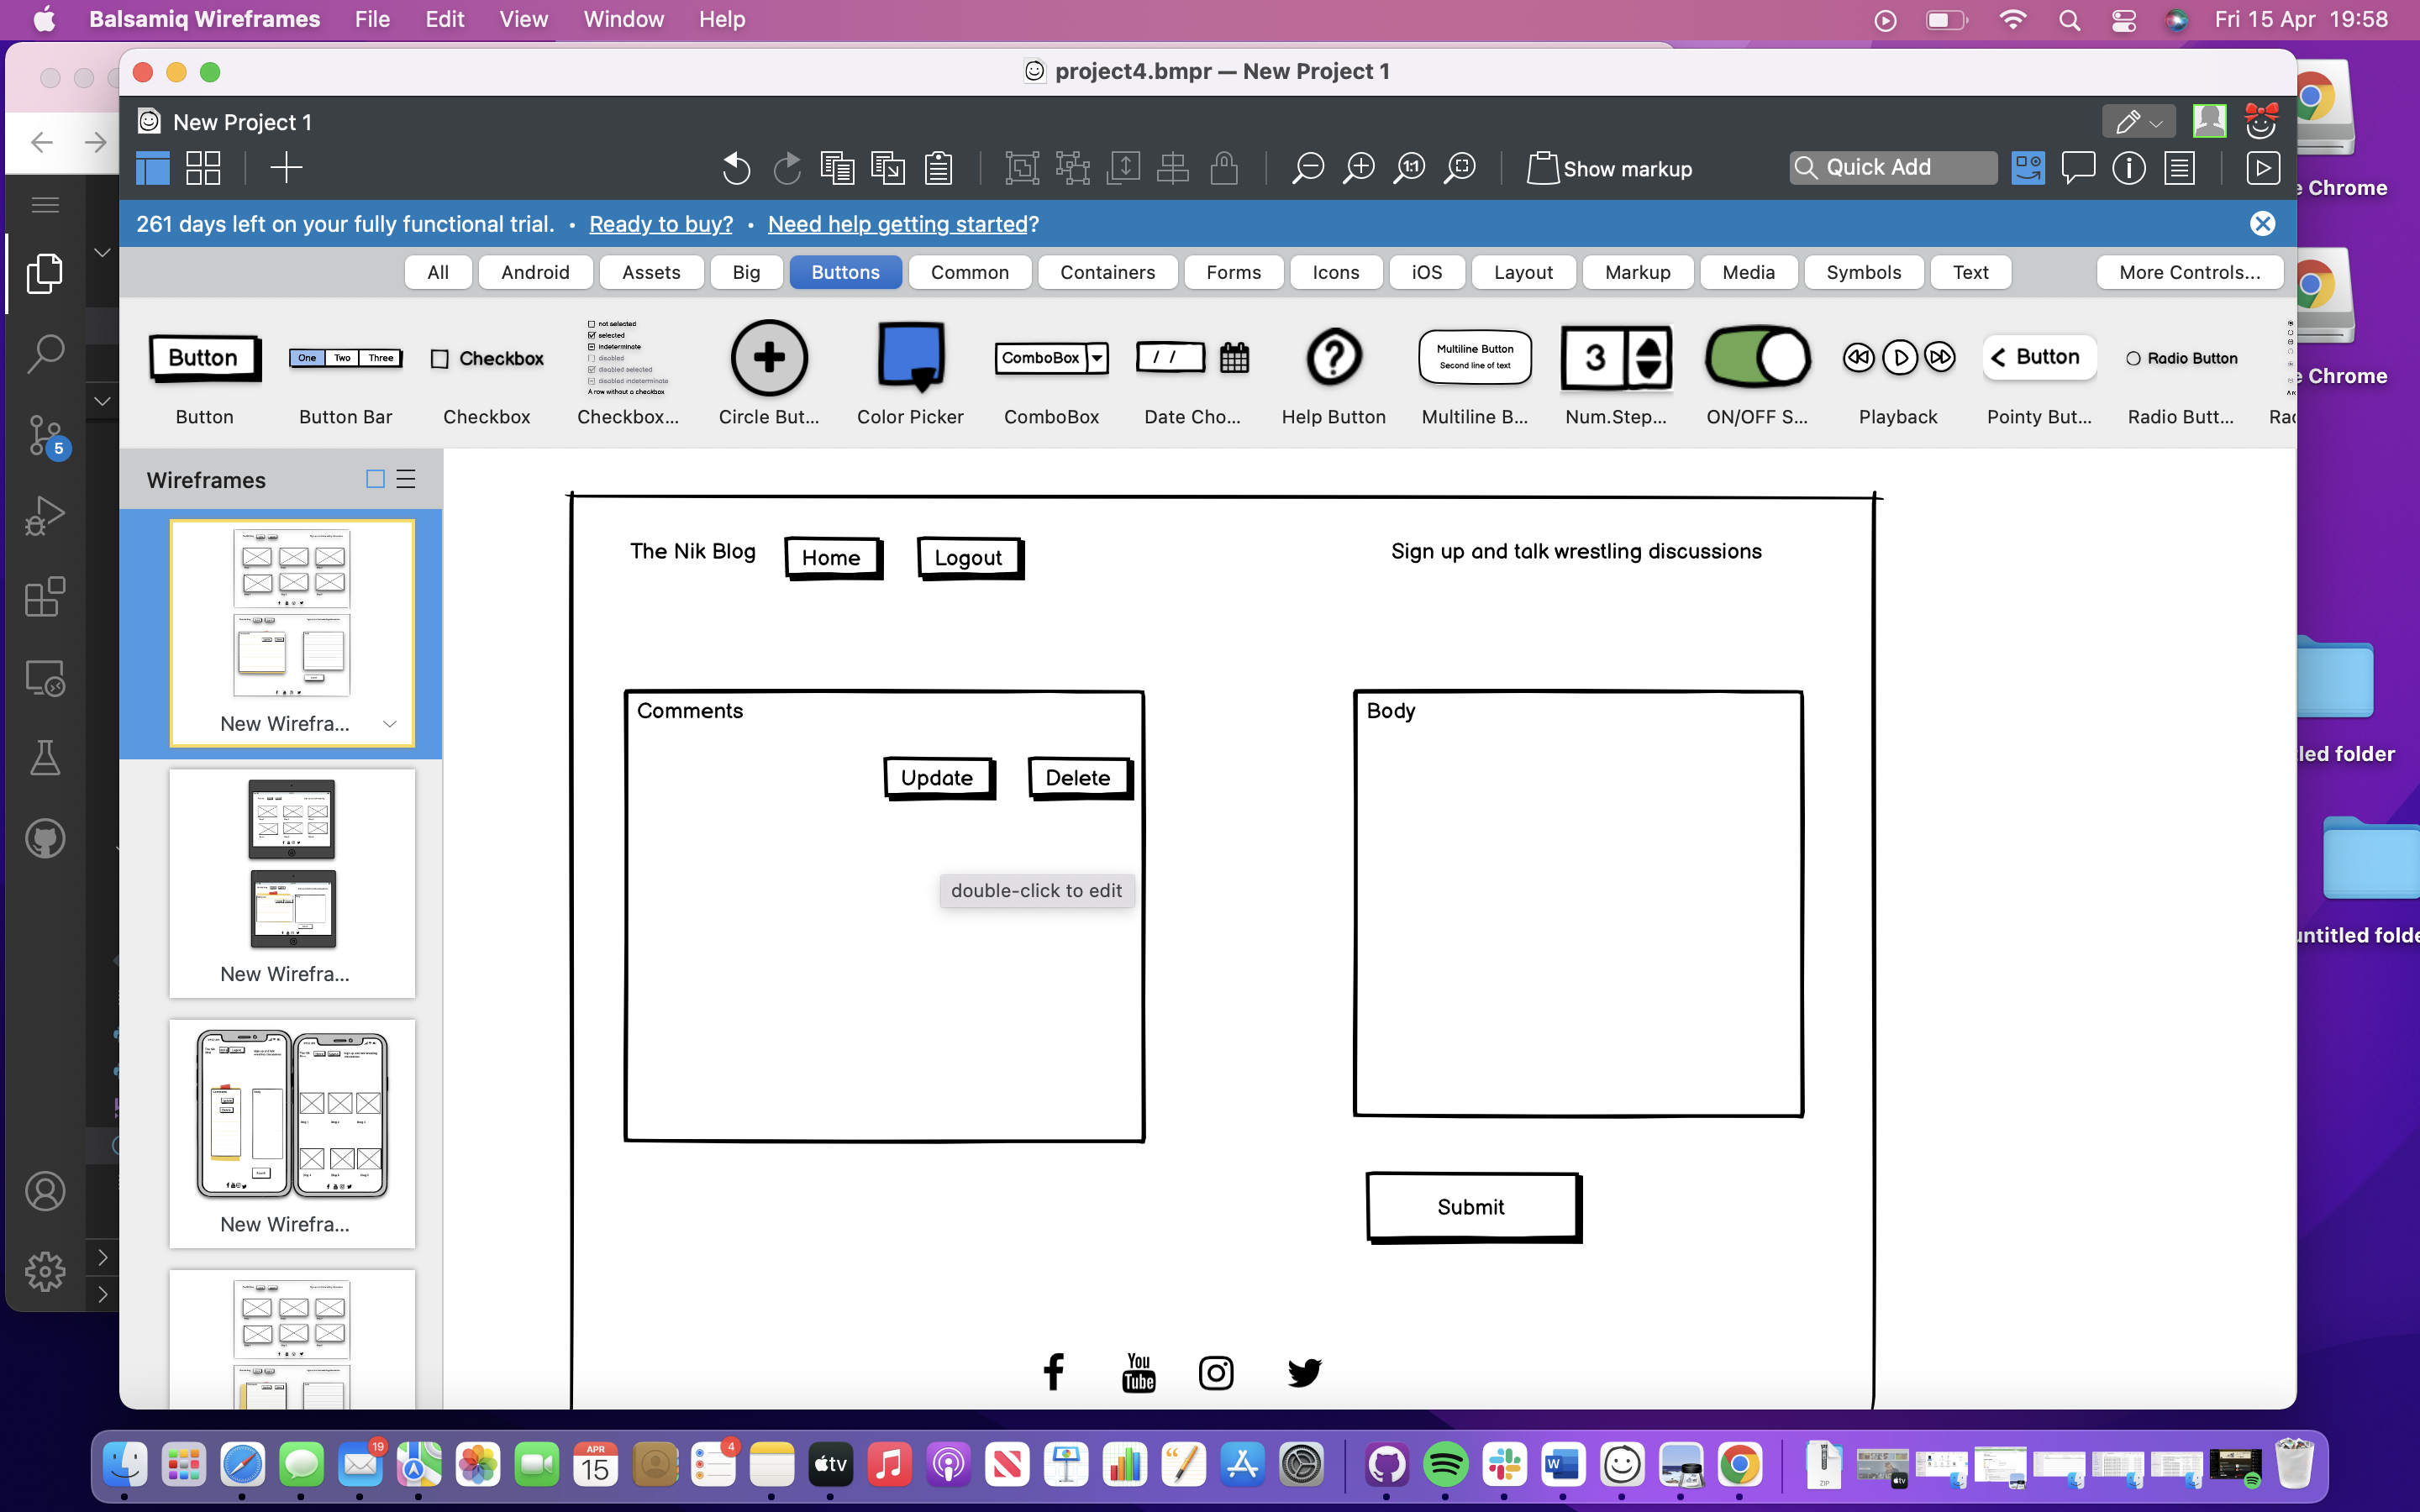 Balsamiq Wireframes File Edit View Window Help Fri 15 Apr 19:58
project4.bmpr — New Project 1
New Project 1
1:1 Show markup Quick Add
261 days left on your fully functional trial. • Ready to buy? • Need help getting started?
All Android Assets Big Buttons Common Containers Forms Icons iOS Layout Markup Media Symbols Text More Controls...
not selected
selected
indeterminate
disabled
disabled selected
disabled indeterminate
A row without a checkbox
Button One Two Three Checkbox ComboBox / / ? Multiline Button 3 Button Radio Button
Second line of text
Button Button Bar Checkbox Checkbox... Circle But... Color Picker ComboBox Date Cho... Help Button Multiline B... Num.Step... ON/OFF S... Playback Pointy But... Radio Butt... Rad
5
Wireframes
New Wirefra...
New Wirefra...
New Wirefra...
The Nik Blog Home Logout Sign up and talk wrestling discussions
Comments Body
Update Delete
double-click to edit
Submit
You
Tube
e Chrome
e Chrome
led folder
untitled folde
19 APR 4
15 tv W ZIP